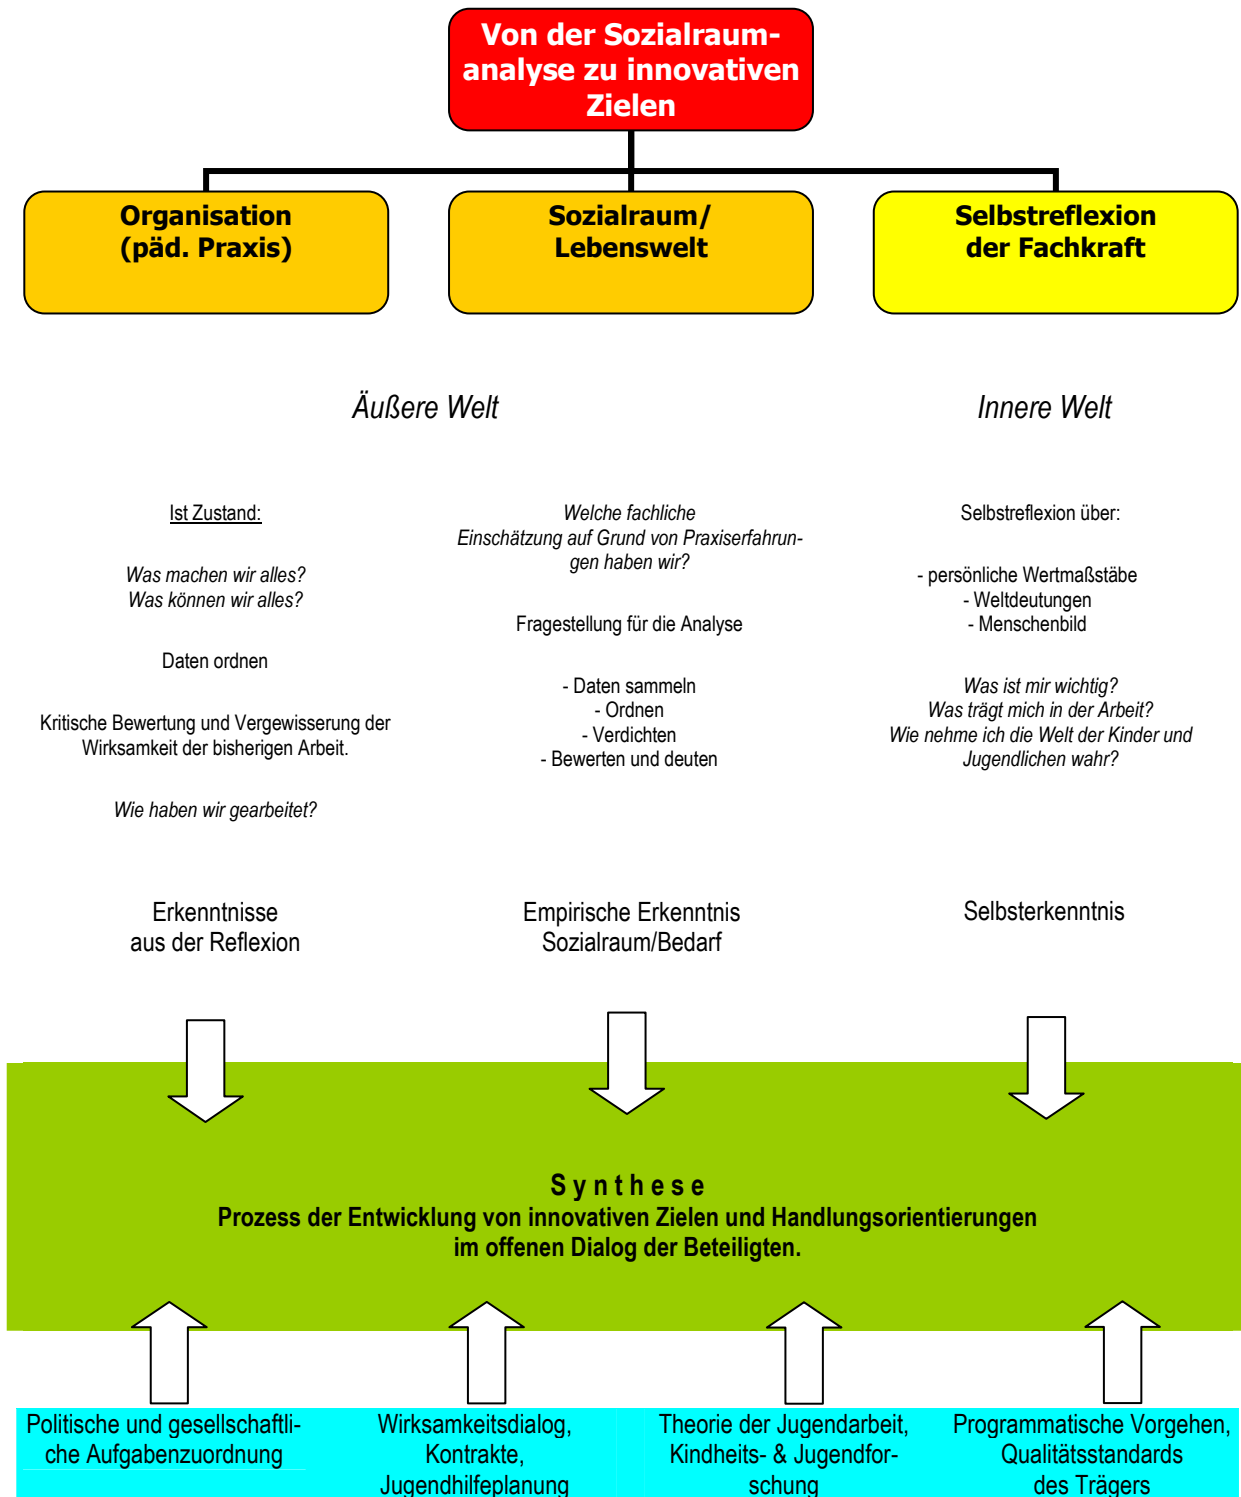 Von der Sozialraum-
analyse zu innovativen
Zielen
Organisation
(päd. Praxis)
Sozialraum/
Lebenswelt
Selbstreflexion
der Fachkraft
Äußere Welt
Innere Welt
Ist Zustand:
Was machen wir alles?
Was können wir alles?
Daten ordnen
Kritische Bewertung und Vergewisserung der
Wirksamkeit der bisherigen Arbeit.
Wie haben wir gearbeitet?
Welche fachliche
Einschätzung auf Grund von Praxiserfahrun-
gen haben wir?
Fragestellung für die Analyse
- Daten sammeln
- Ordnen
- Verdichten
- Bewerten und deuten
Selbstreflexion über:
- persönliche Wertmaßstäbe
- Weltdeutungen
- Menschenbild
Was ist mir wichtig?
Was trägt mich in der Arbeit?
Wie nehme ich die Welt der Kinder und
Jugendlichen wahr?
Erkenntnisse
aus der Reflexion
Empirische Erkenntnis
Sozialraum/Bedarf
Selbsterkenntnis
S y n t h e s e
Prozess der Entwicklung von innovativen Zielen und Handlungsorientierungen
im offenen Dialog der Beteiligten.
Politische und gesellschaftli-
che Aufgabenzuordnung
Wirksamkeitsdialog,
Kontrakte,
Jugendhilfeplanung
Theorie der Jugendarbeit,
Kindheits- & Jugendfor-
schung
Programmatische Vorgehen,
Qualitätsstandards
des Trägers